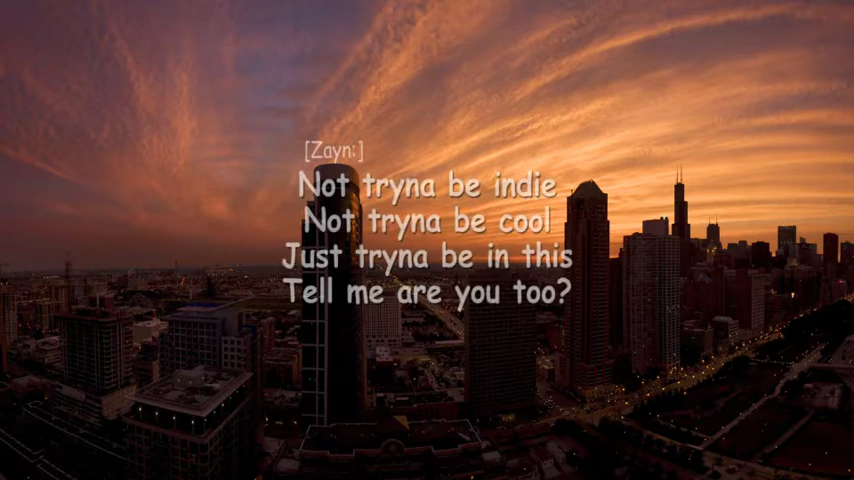 [Zayn:]
Not tryna be indie
Not tryna be cool
Just tryna be in this
Tell me are you too?